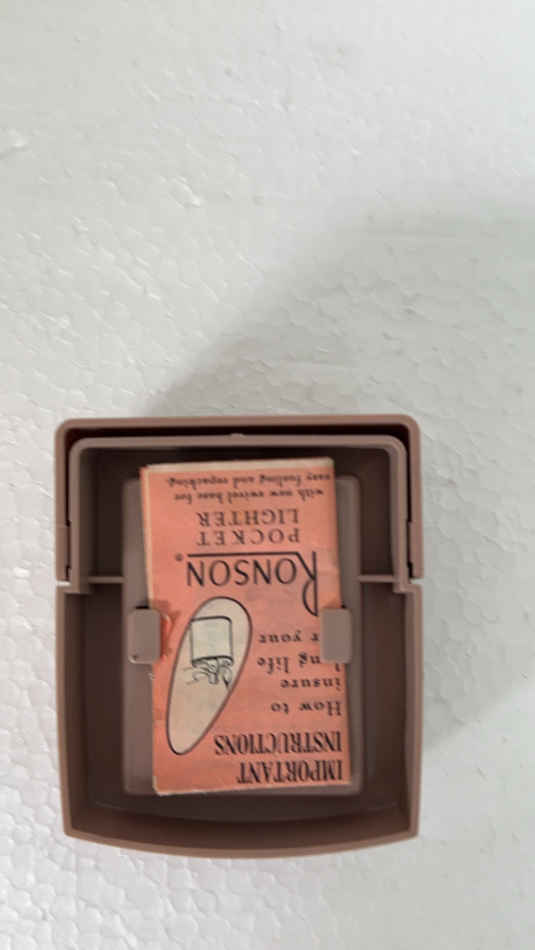 IMPORTANT
INSTRUCTIONS
How to
insure
ng life
r your
RONSON®
POCKET
LIGHTER
with new swivel base for
easy fueling and repacking.